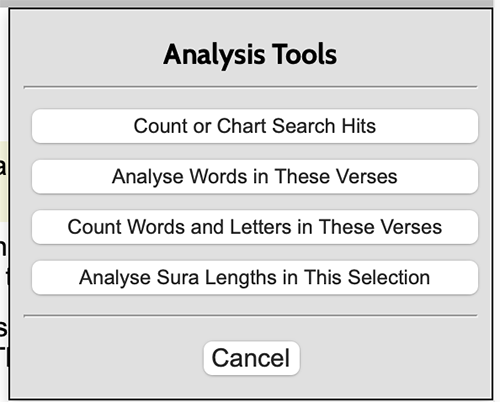 Analysis Tools
Count or Chart Search Hits
Analyse Words in These Verses
Count Words and Letters in These Verses
Analyse Sura Lengths in This Selection
Cancel